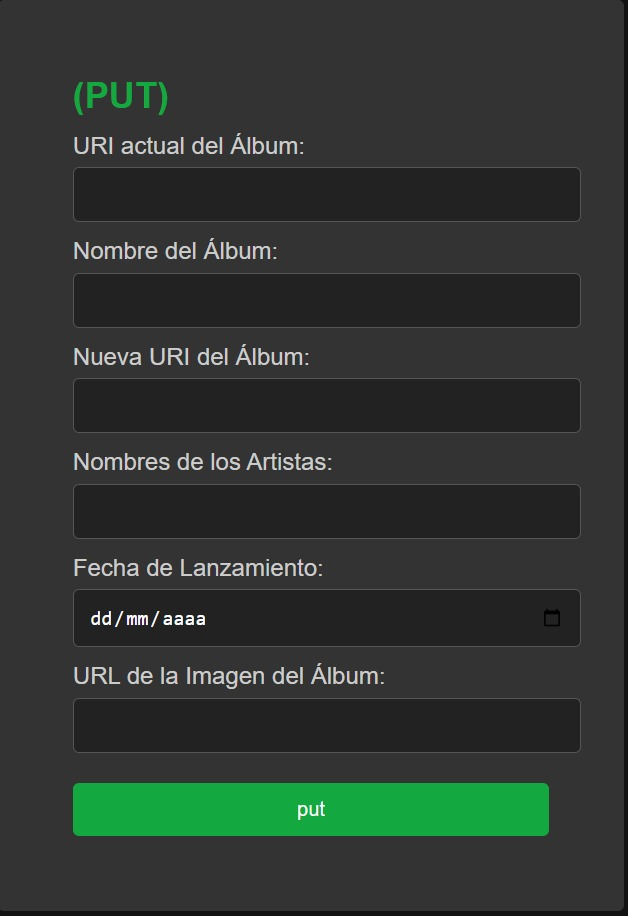 (PUT)
URI actual del Álbum:
Nombre del Álbum:
Nueva URI del Álbum:
Nombres de los Artistas:
Fecha de Lanzamiento:
dd/mm/aaaa
URL de la Imagen del Álbum:
put